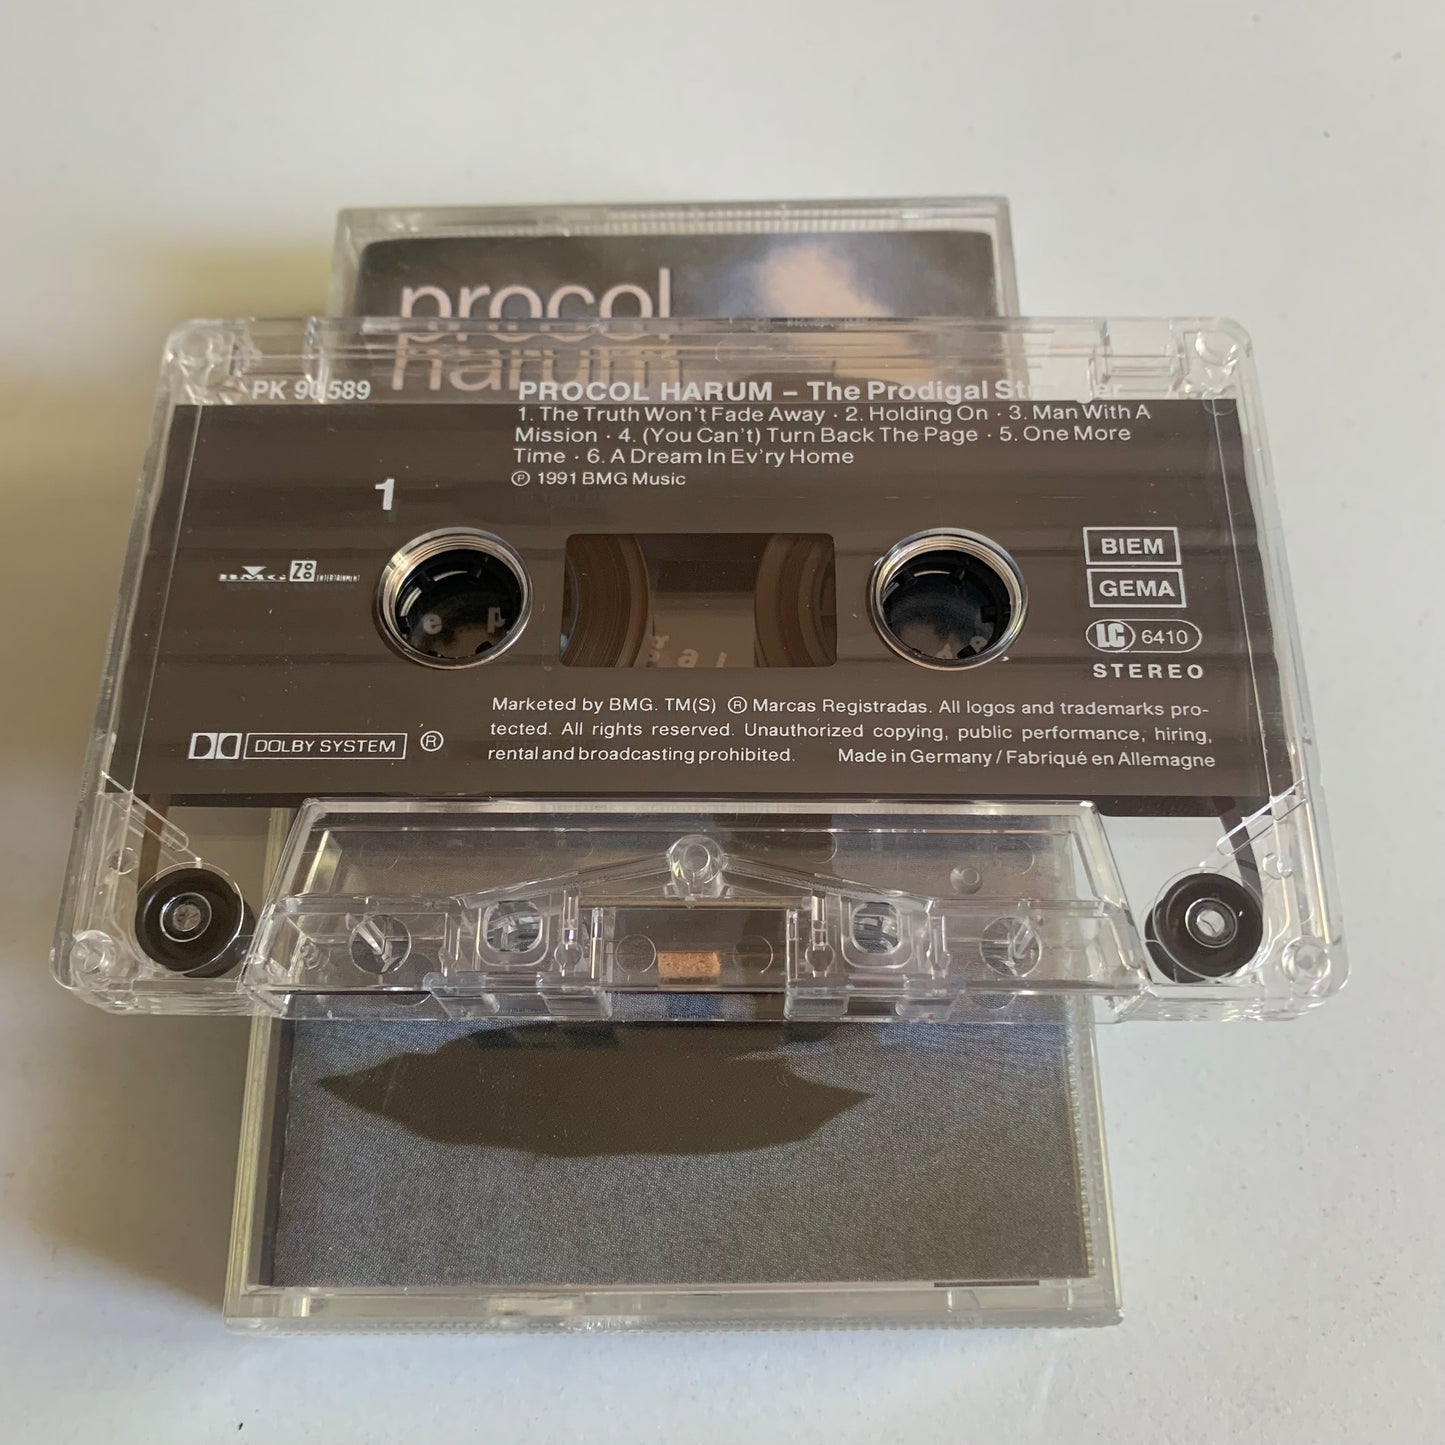 procol
harum
PK 90589
PROCOL HARUM – The Prodigal
1. The Truth Won't Fade Away · 2. Holding On · 3. Man With A
Mission · 4. (You Can't) Turn Back The Page · 5. One More
Time · 6. A Dream In Ev'ry Home
℗ 1991 BMG Music
1
BMG ZOO ENTERTAINMENT
BIEM
GEMA
LC 6410
STEREO
Marketed by BMG. TM(S) ® Marcas Registradas. All logos and trademarks pro-
tected. All rights reserved. Unauthorized copying, public performance, hiring,
rental and broadcasting prohibited. Made in Germany / Fabriqué en Allemagne
DOLBY SYSTEM ®